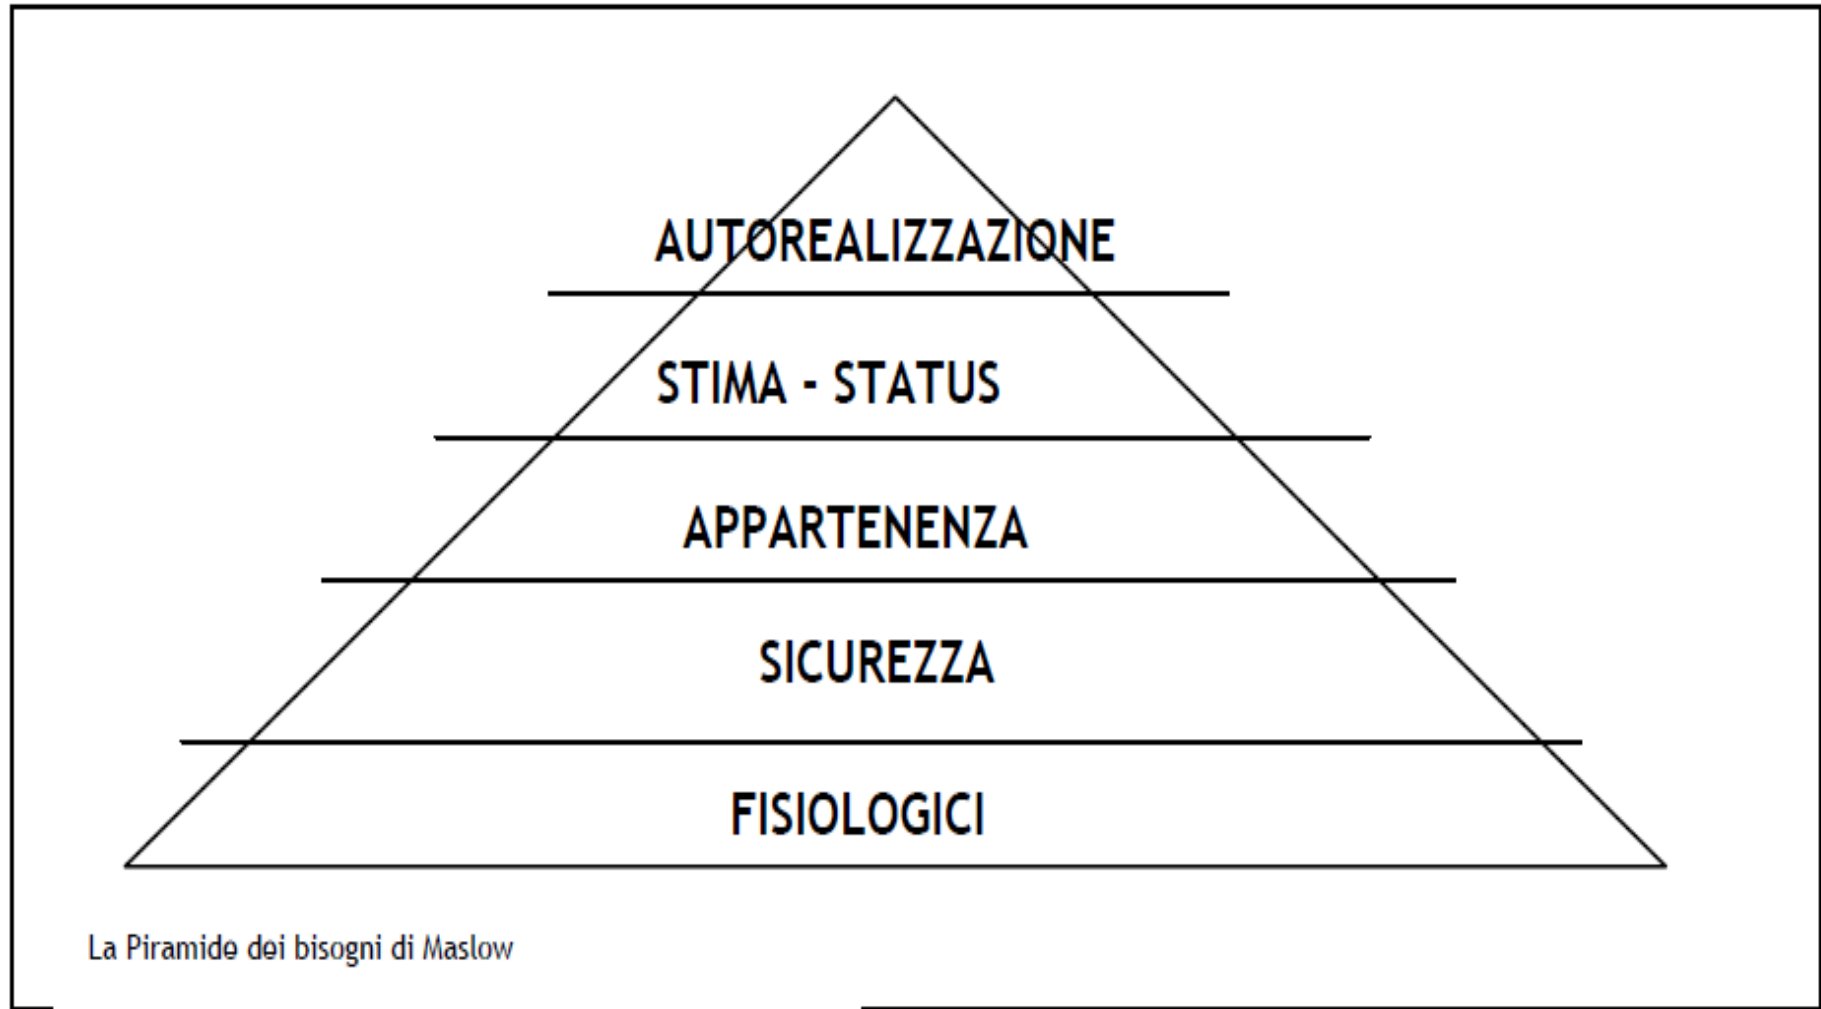 AUTOREALIZZAZIONE
STIMA - STATUS
APPARTENENZA
SICUREZZA
FISIOLOGICI
La Piramide dei bisogni di Maslow